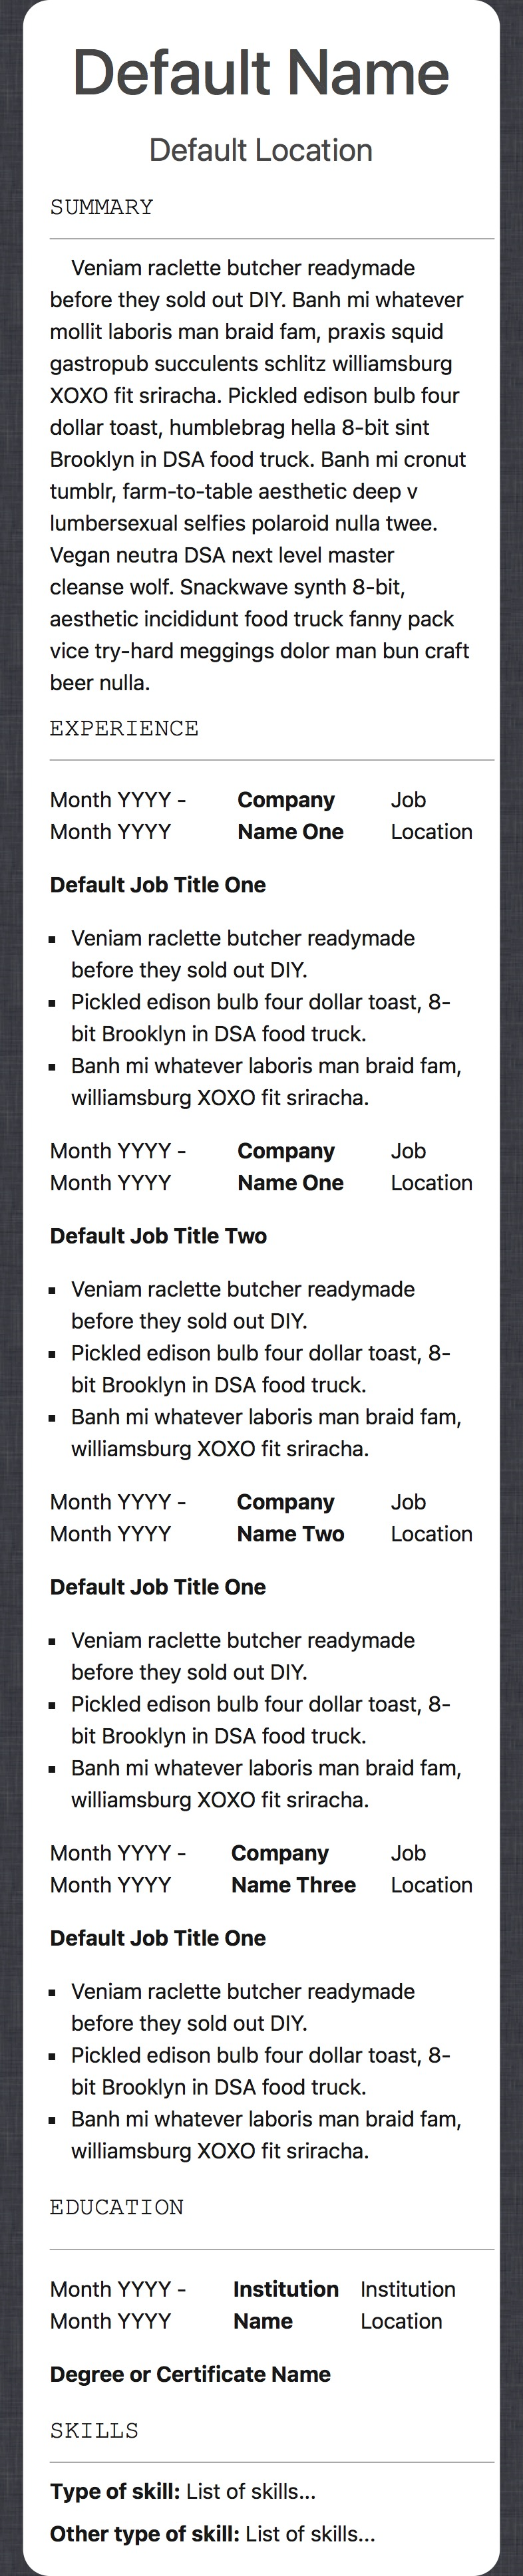 Default Name
Default Location
SUMMARY
Veniam raclette butcher readymade
before they sold out DIY. Banh mi whatever
mollit laboris man braid fam, praxis squid
gastropub succulents schlitz williamsburg
XOXO fit sriracha. Pickled edison bulb four
dollar toast, humblebrag hella 8-bit sint
Brooklyn in DSA food truck. Banh mi cronut
tumblr, farm-to-table aesthetic deep v
lumbersexual selfies polaroid nulla twee.
Vegan neutra DSA next level master
cleanse wolf. Snackwave synth 8-bit,
aesthetic incididunt food truck fanny pack
vice try-hard meggings dolor man bun craft
beer nulla.
EXPERIENCE
Month YYYY - Company Job
Month YYYY Name One Location
Default Job Title One
▪ Veniam raclette butcher readymade
before they sold out DIY.
▪ Pickled edison bulb four dollar toast, 8-
bit Brooklyn in DSA food truck.
▪ Banh mi whatever laboris man braid fam,
williamsburg XOXO fit sriracha.
Month YYYY - Company Job
Month YYYY Name One Location
Default Job Title Two
▪ Veniam raclette butcher readymade
before they sold out DIY.
▪ Pickled edison bulb four dollar toast, 8-
bit Brooklyn in DSA food truck.
▪ Banh mi whatever laboris man braid fam,
williamsburg XOXO fit sriracha.
Month YYYY - Company Job
Month YYYY Name Two Location
Default Job Title One
▪ Veniam raclette butcher readymade
before they sold out DIY.
▪ Pickled edison bulb four dollar toast, 8-
bit Brooklyn in DSA food truck.
▪ Banh mi whatever laboris man braid fam,
williamsburg XOXO fit sriracha.
Month YYYY - Company Job
Month YYYY Name Three Location
Default Job Title One
▪ Veniam raclette butcher readymade
before they sold out DIY.
▪ Pickled edison bulb four dollar toast, 8-
bit Brooklyn in DSA food truck.
▪ Banh mi whatever laboris man braid fam,
williamsburg XOXO fit sriracha.
EDUCATION
Month YYYY - Institution Institution
Month YYYY Name Location
Degree or Certificate Name
SKILLS
Type of skill: List of skills...
Other type of skill: List of skills...